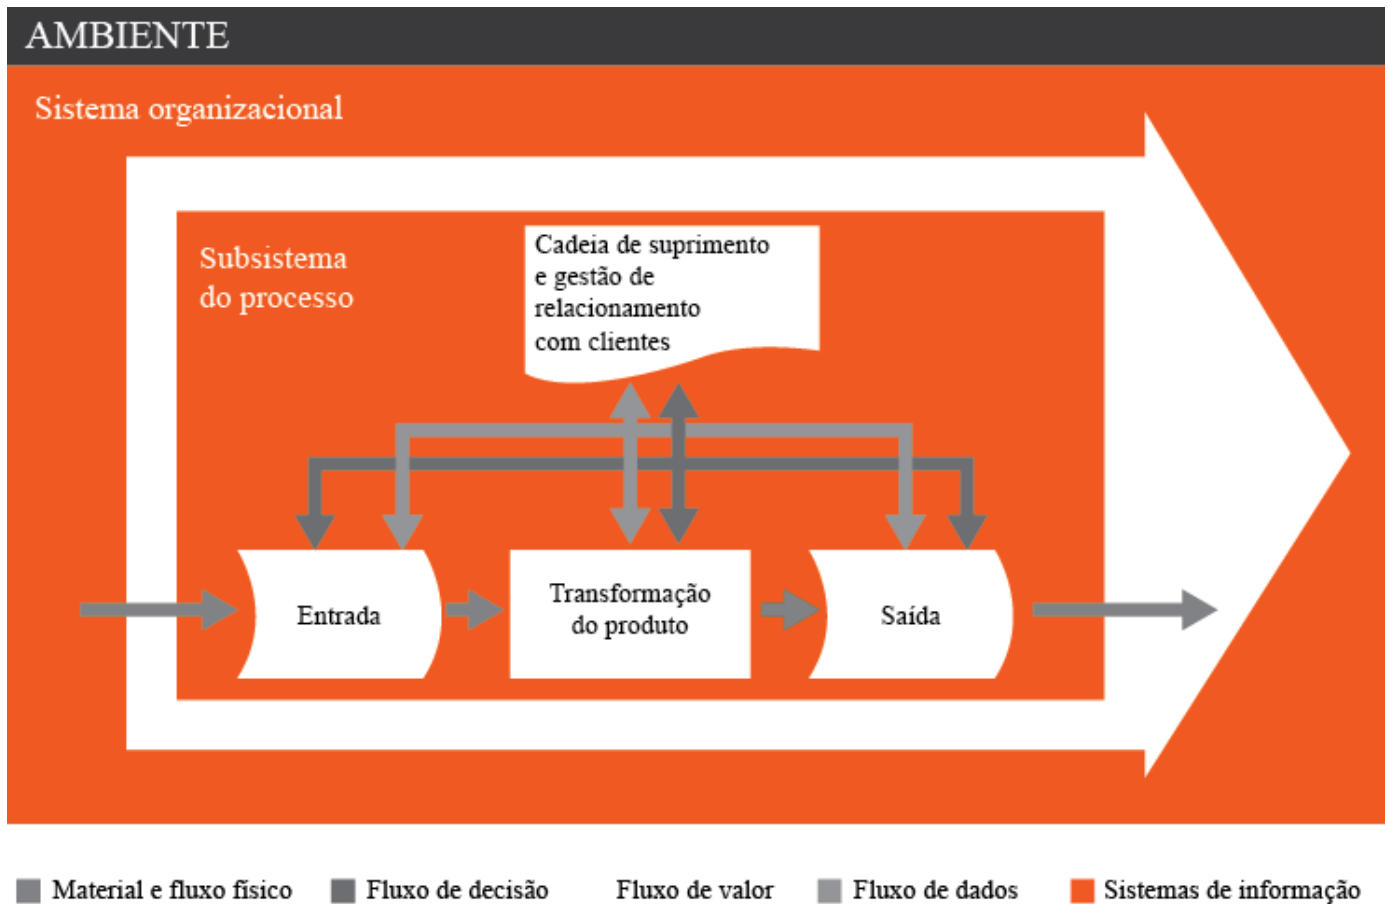 AMBIENTE
Sistema organizacional
Subsistema
do processo
Cadeia de suprimento
e gestão de
relacionamento
com clientes
Entrada
Transformação
do produto
Saída
Material e fluxo físico
Fluxo de decisão
Fluxo de valor
Fluxo de dados
Sistemas de informação